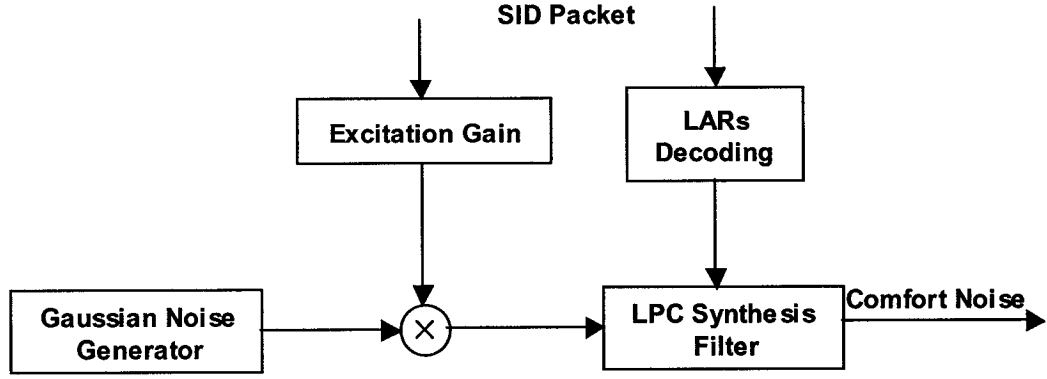 SID Packet
Excitation Gain
LARs
Decoding
Gaussian Noise
Generator
LPC Synthesis
Filter
Comfort Noise